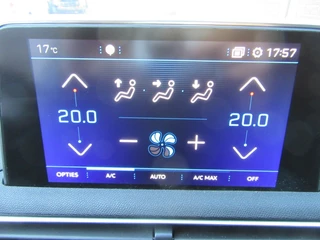 17°C 17:57
20.0 20.0
OPTIES A/C AUTO A/C MAX OFF